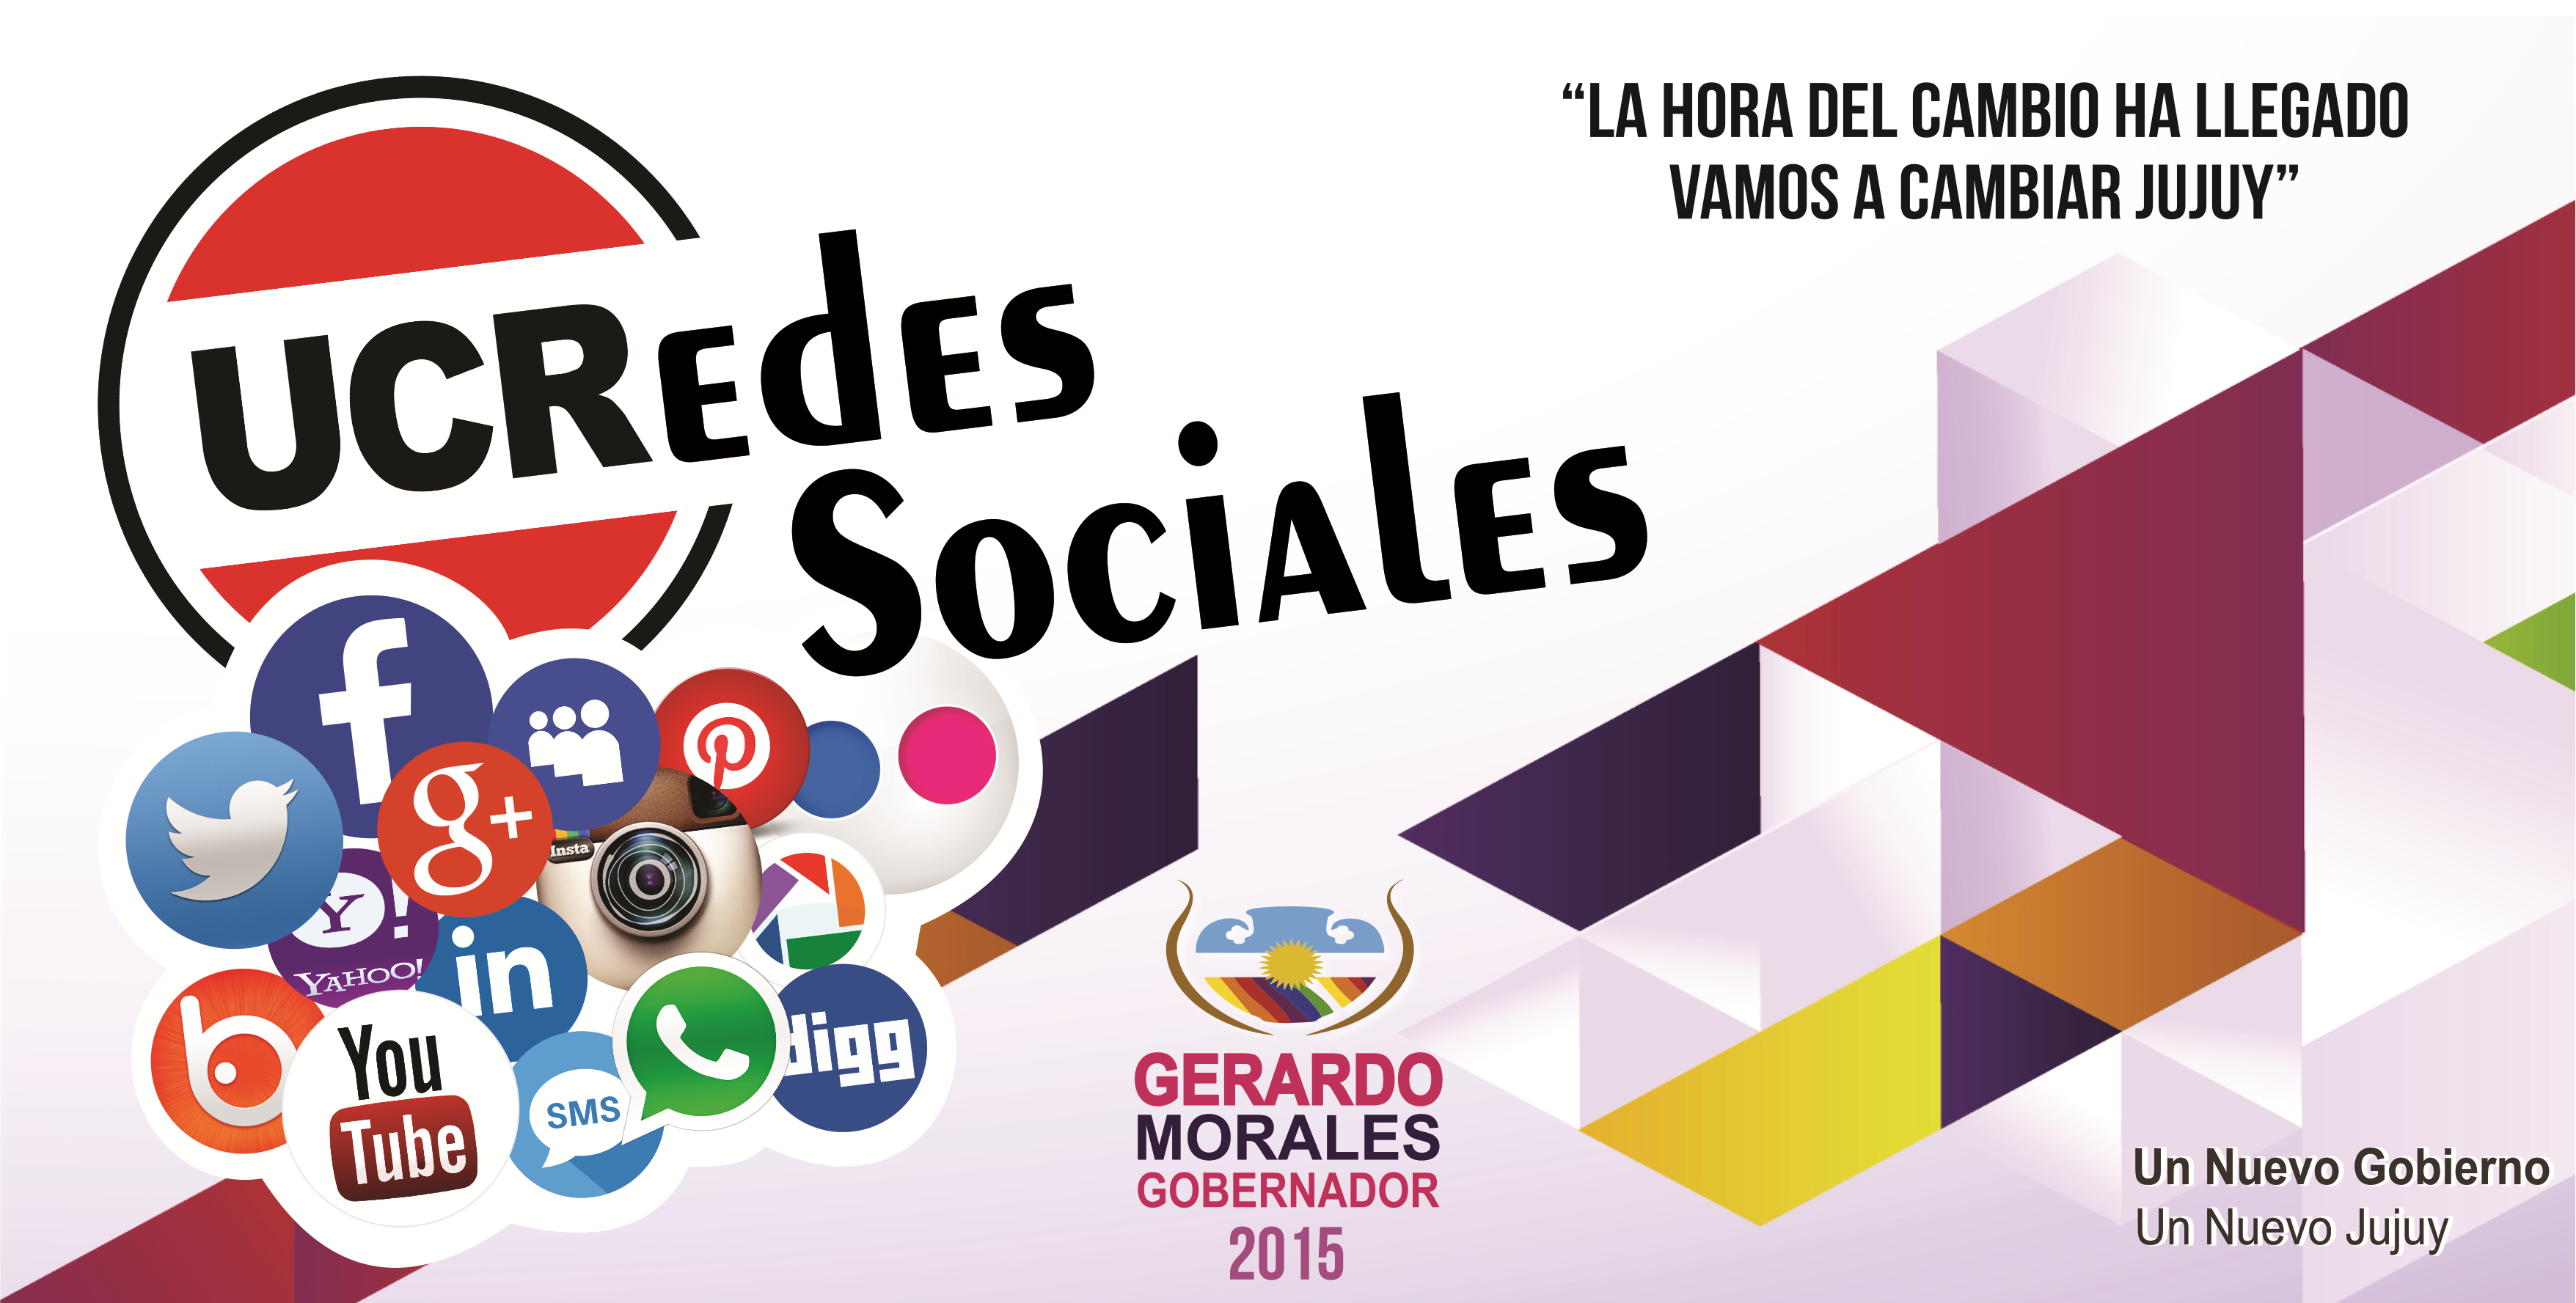 “LA HORA DEL CAMBIO HA LLEGADO
VAMOS A CAMBIAR JUJUY”
UCREdES
SociAlES
f
g+
Insta
Y!
YAHOO!
in
b
You
Tube
SMS
digg
GERARDO
MORALES
GOBERNADOR
2015
Un Nuevo Gobierno
Un Nuevo Jujuy